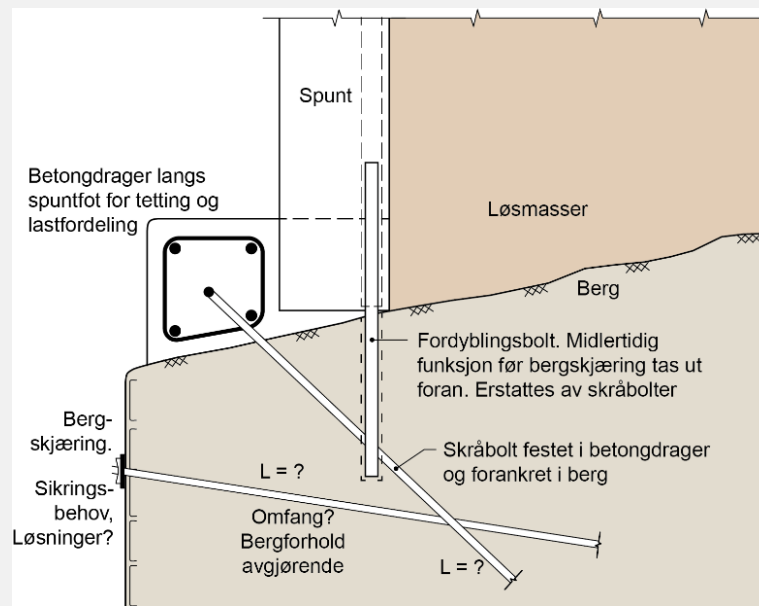 Spunt
Betongdrager langs
spuntfot for tetting og
lastfordeling
Løsmasser
Berg
Fordyblingsbolt. Midlertidig
funksjon før bergskjæring tas ut
foran. Erstattes av skråbolter
Berg-
skjæring.
Sikrings-
behov,
Løsninger?
L = ?
Skråbolt festet i betongdrager
og forankret i berg
Omfang?
Bergforhold
avgjørende
L = ?